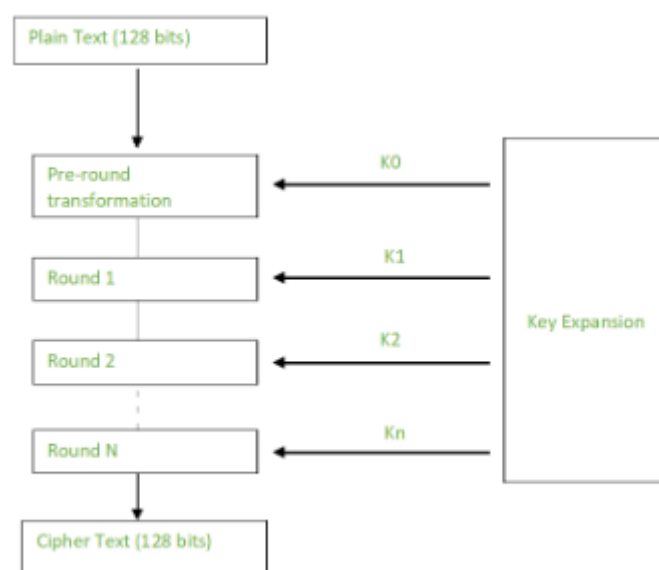 Plain Text (128 bits)
Pre-round
transformation
K0
Round 1
K1
Key Expansion
Round 2
K2
Round N
Kn
Cipher Text (128 bits)